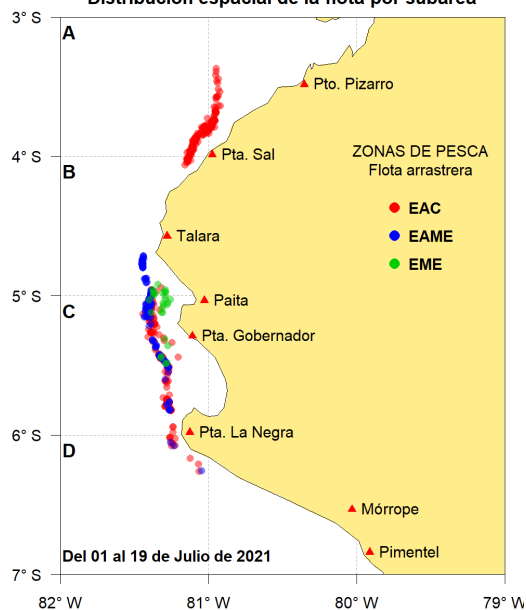 Distribución espacial de la flota por subárea
3° S
A
Pto. Pizarro
4° S
Pta. Sal
ZONAS DE PESCA
B
Flota arrastrera
EAC
Talara
EAME
EME
5° S
Paita
C
Pta. Gobernador
6° S
Pta. La Negra
D
Mórrope
Del 01 al 19 de Julio de 2021
Pimentel
7° S
82° W 81° W 80° W 79° W